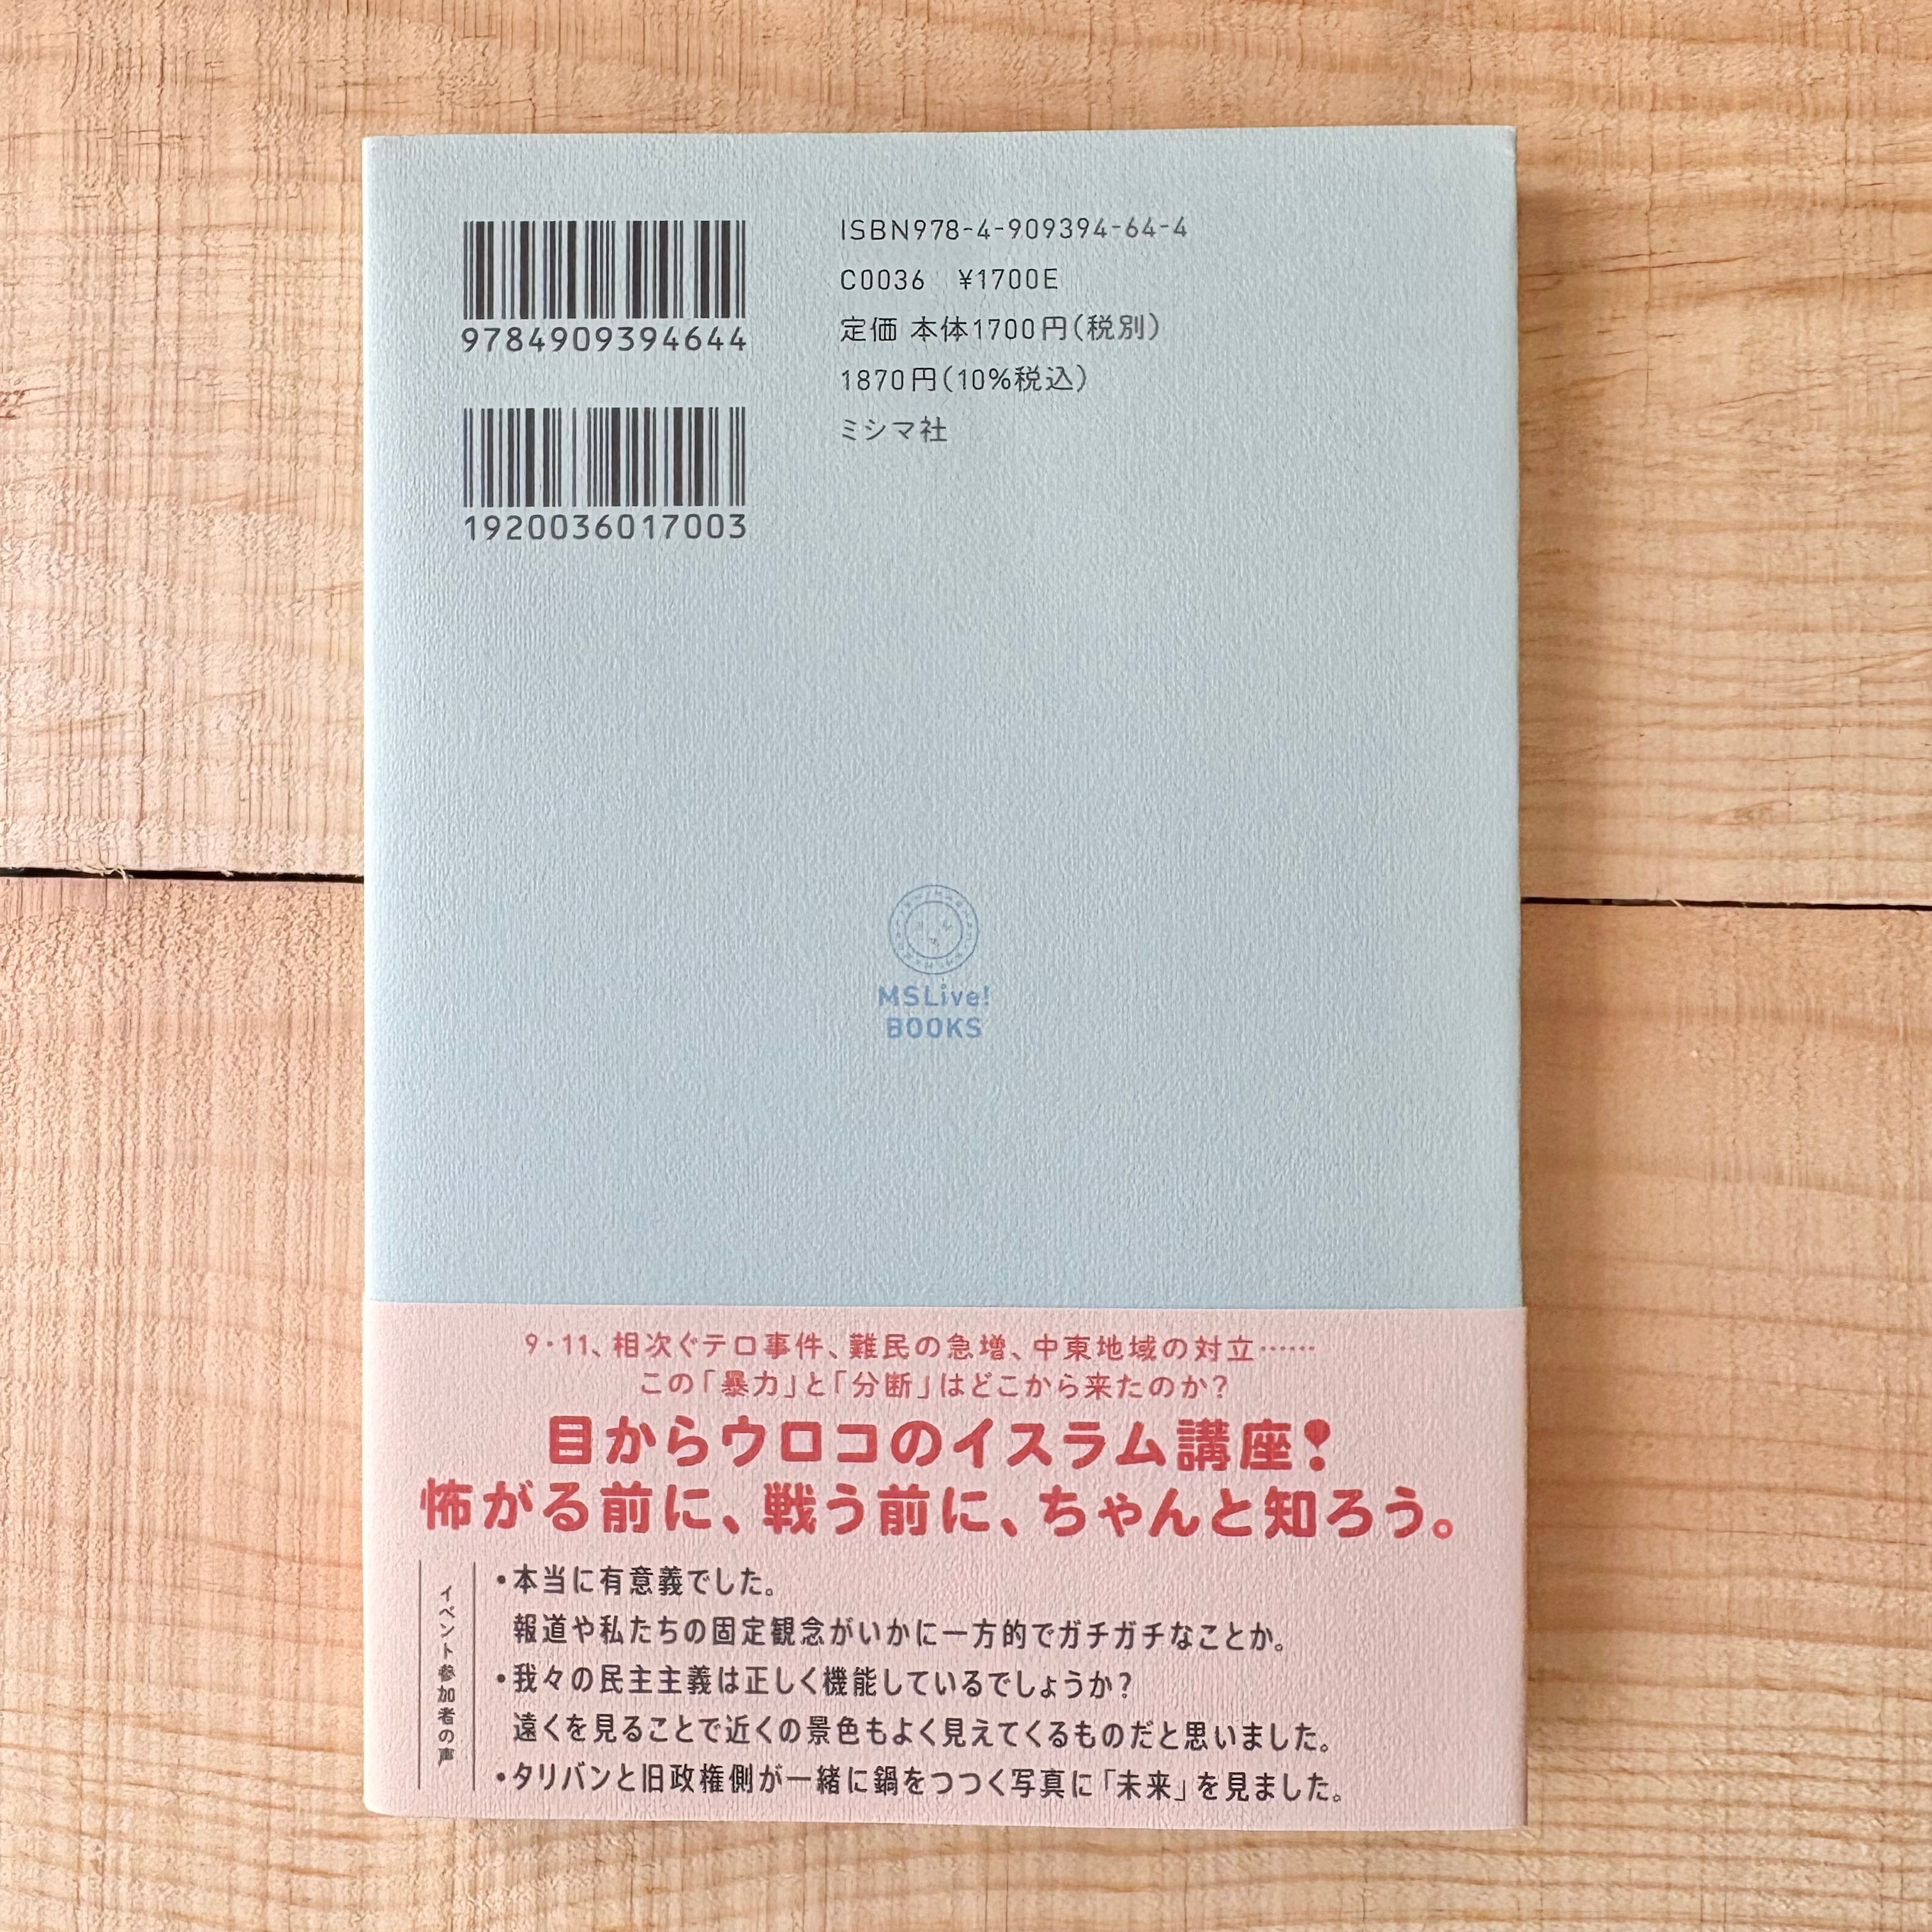 9784909394644
1920036017003
ISBN978-4-909394-64-4
C0036 ¥1700E
定価 本体1700円(税別)
1870円(10%税込)
ミシマ社
MSLive!
BOOKS
9・11、相次ぐテロ事件、難民の急増、中東地域の対立……
この「暴力」と「分断」はどこから来たのか?
目からウロコのイスラム講座!
怖がる前に、戦う前に、ちゃんと知ろう。
イベント参加者の声
•本当に有意義でした。
報道や私たちの固定観念がいかに一方的でガチガチなことか。
•我々の民主主義は正しく機能しているでしょうか?
遠くを見ることで近くの景色もよく見えてくるものだと思いました。
•タリバンと旧政権側が一緒に鍋をつつく写真に「未来」を見ました。